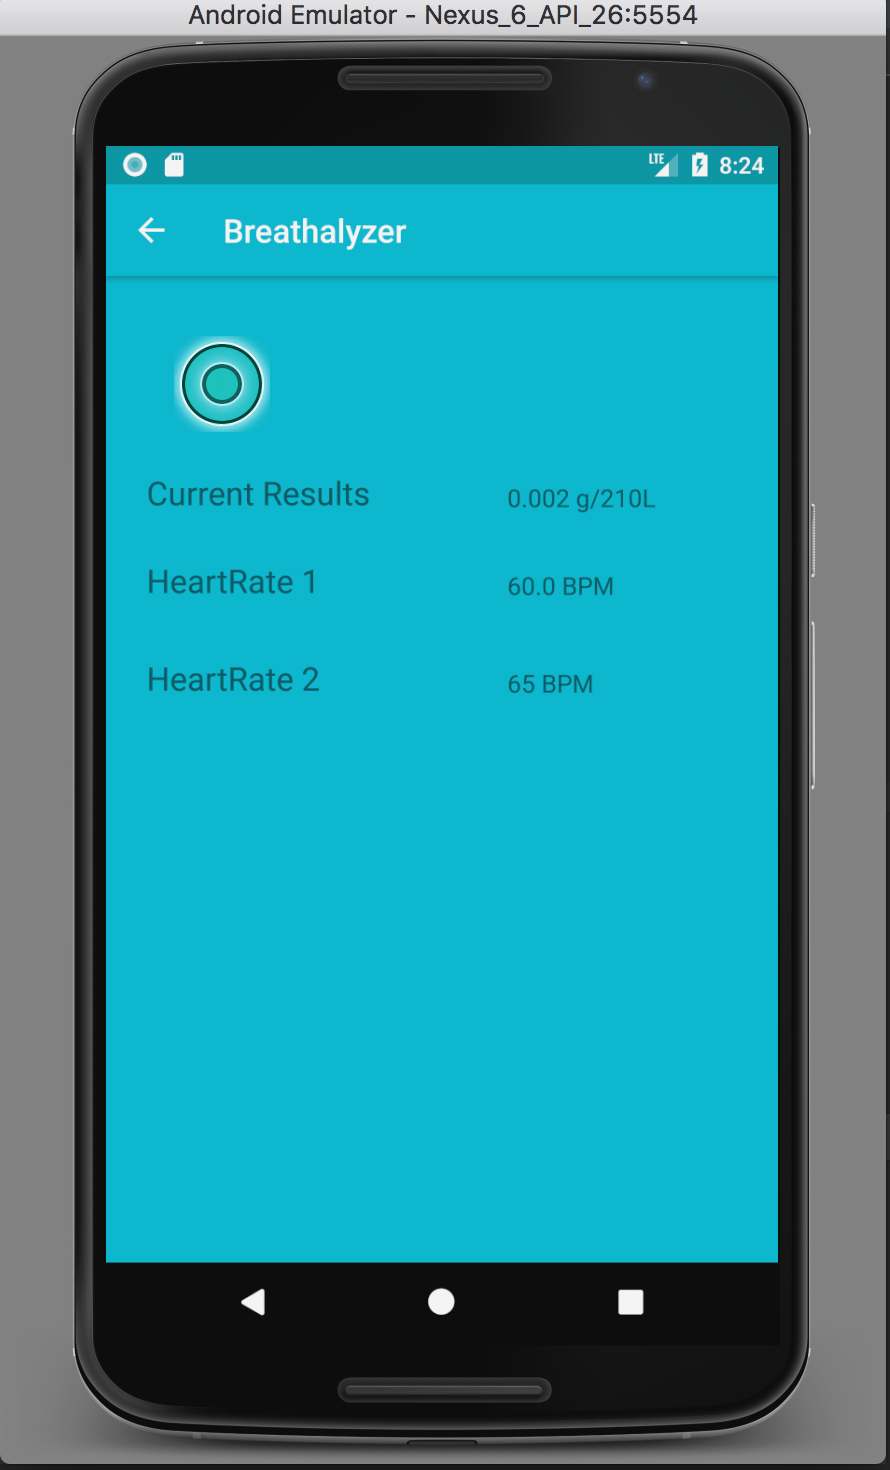 Android Emulator - Nexus_6_API_26:5554
LTE 8:24
Breathalyzer
Current Results 0.002 g/210L
HeartRate 1 60.0 BPM
HeartRate 2 65 BPM